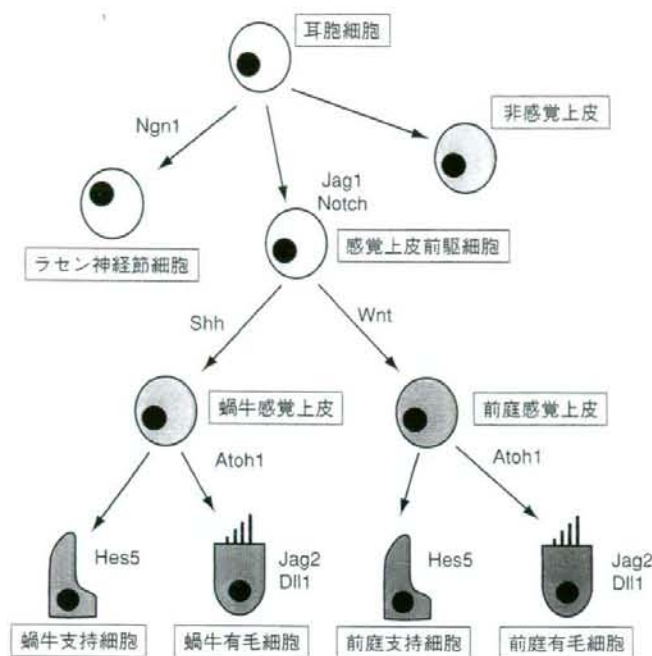 耳胞細胞
Ngn1
非感覚上皮
Jag1
Notch
ラセン神経節細胞
感覚上皮前駆細胞
Shh
Wnt
蝸牛感覚上皮
前庭感覚上皮
Atoh1
Atoh1
Hes5
Jag2
Dll1
Hes5
Jag2
Dll1
蝸牛支持細胞
蝸牛有毛細胞
前庭支持細胞
前庭有毛細胞